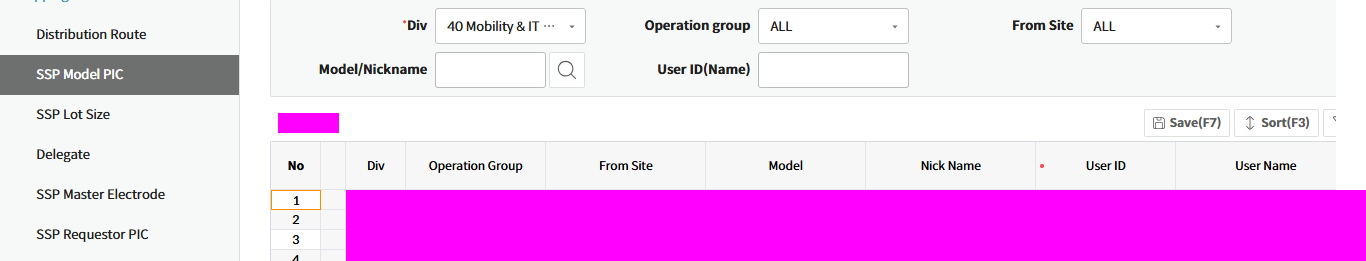 Distribution Route
SSP Model PIC
SSP Lot Size
Delegate
SSP Master Electrode
SSP Requestor PIC
*Div 40 Mobility & IT ··· Operation group ALL From Site ALL
Model/Nickname User ID(Name)
Save(F7) Sort(F3)
No Div Operation Group From Site Model Nick Name User ID User Name
1
2
3
4